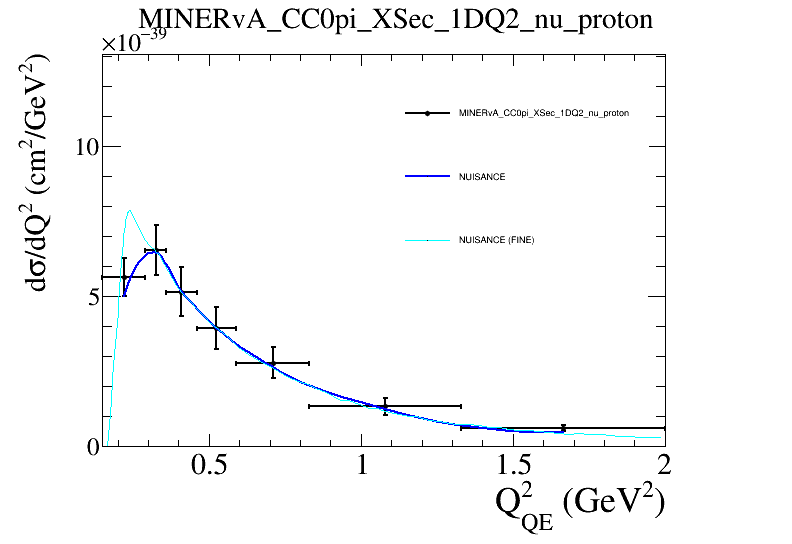 MINERvA_CC0pi_XSec_1DQ2_nu_proton
×10⁻³⁹
dσ/dQ² (cm²/GeV²)
10
5
0
MINERvA_CC0pi_XSec_1DQ2_nu_proton
NUISANCE
NUISANCE (FINE)
0.5 1 1.5 2
Q²_QE (GeV²)